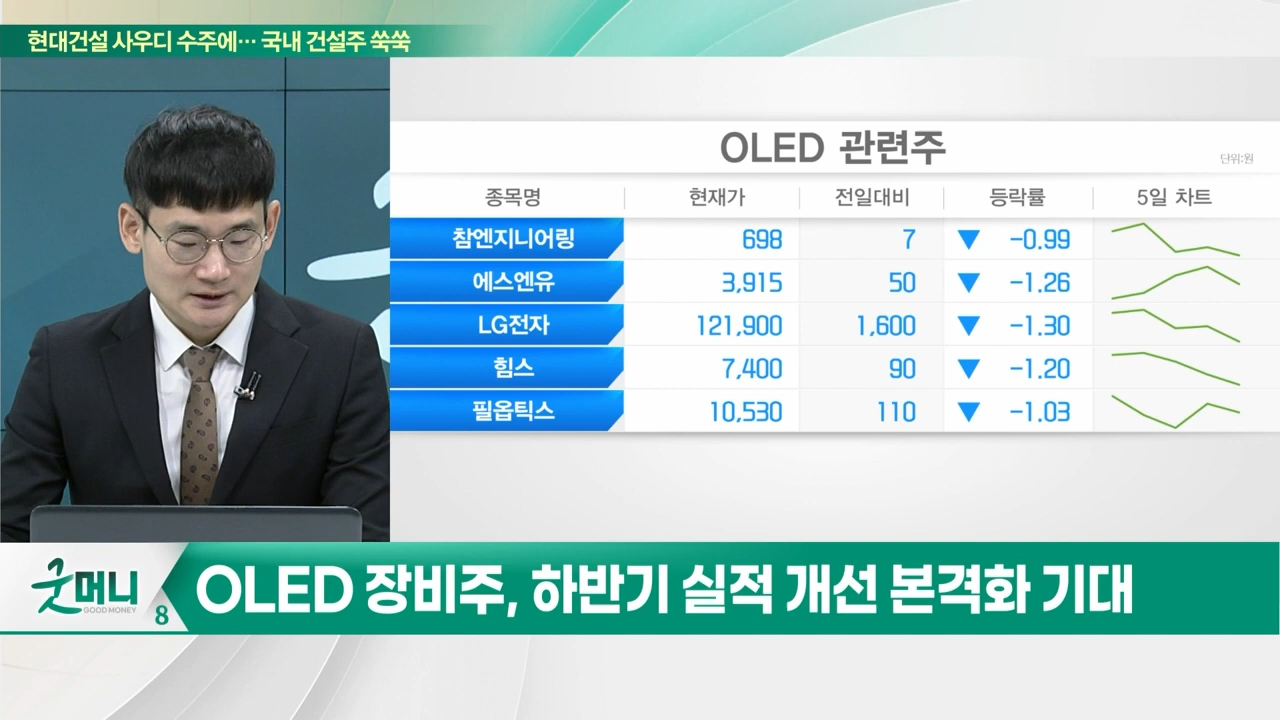 현대건설 사우디 수주에… 국내 건설주 쑥쑥
OLED 관련주
단위:원
종목명 현재가 전일대비 등락률 5일 차트
참엔지니어링 698 7 ▼ -0.99
에스엔유 3,915 50 ▼ -1.26
LG전자 121,900 1,600 ▼ -1.30
힘스 7,400 90 ▼ -1.20
필옵틱스 10,530 110 ▼ -1.03
굿머니
GOOD MONEY
8
OLED 장비주, 하반기 실적 개선 본격화 기대